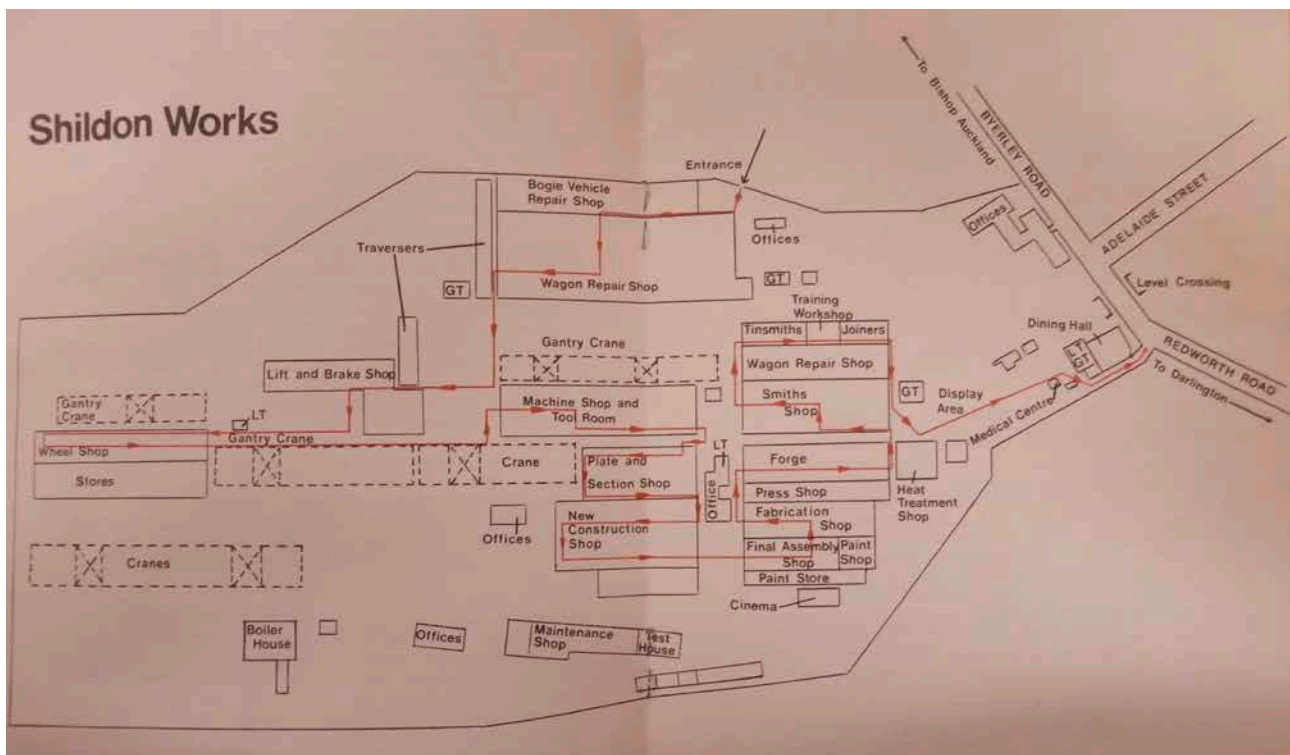 Shildon Works
To Bishop Auckland
BYERLEY ROAD
ADELAIDE STREET
Entrance
Bogie Vehicle
Repair Shop
Offices
Offices
Traversers
Level Crossing
GT
Wagon Repair Shop
GT
Training
Workshop
Dining Hall
Tinsmiths
Joiners
LT
GT
REDWORTH ROAD
To Darlington
Gantry Crane
Lift and Brake Shop
Wagon Repair Shop
GT
Display
Area
Medical Centre
Gantry
Crane
LT
Machine Shop and
Tool Room
Smiths
Shop
Gantry Crane
Wheel Shop
Stores
Crane
Plate and
Section Shop
LT
Office
Forge
Press Shop
Heat
Treatment
Shop
Offices
New
Construction
Shop
Fabrication
Shop
Final Assembly
Shop
Paint
Shop
Paint Store
Cranes
Cinema
Boiler
House
Offices
Maintenance
Shop
Test
House